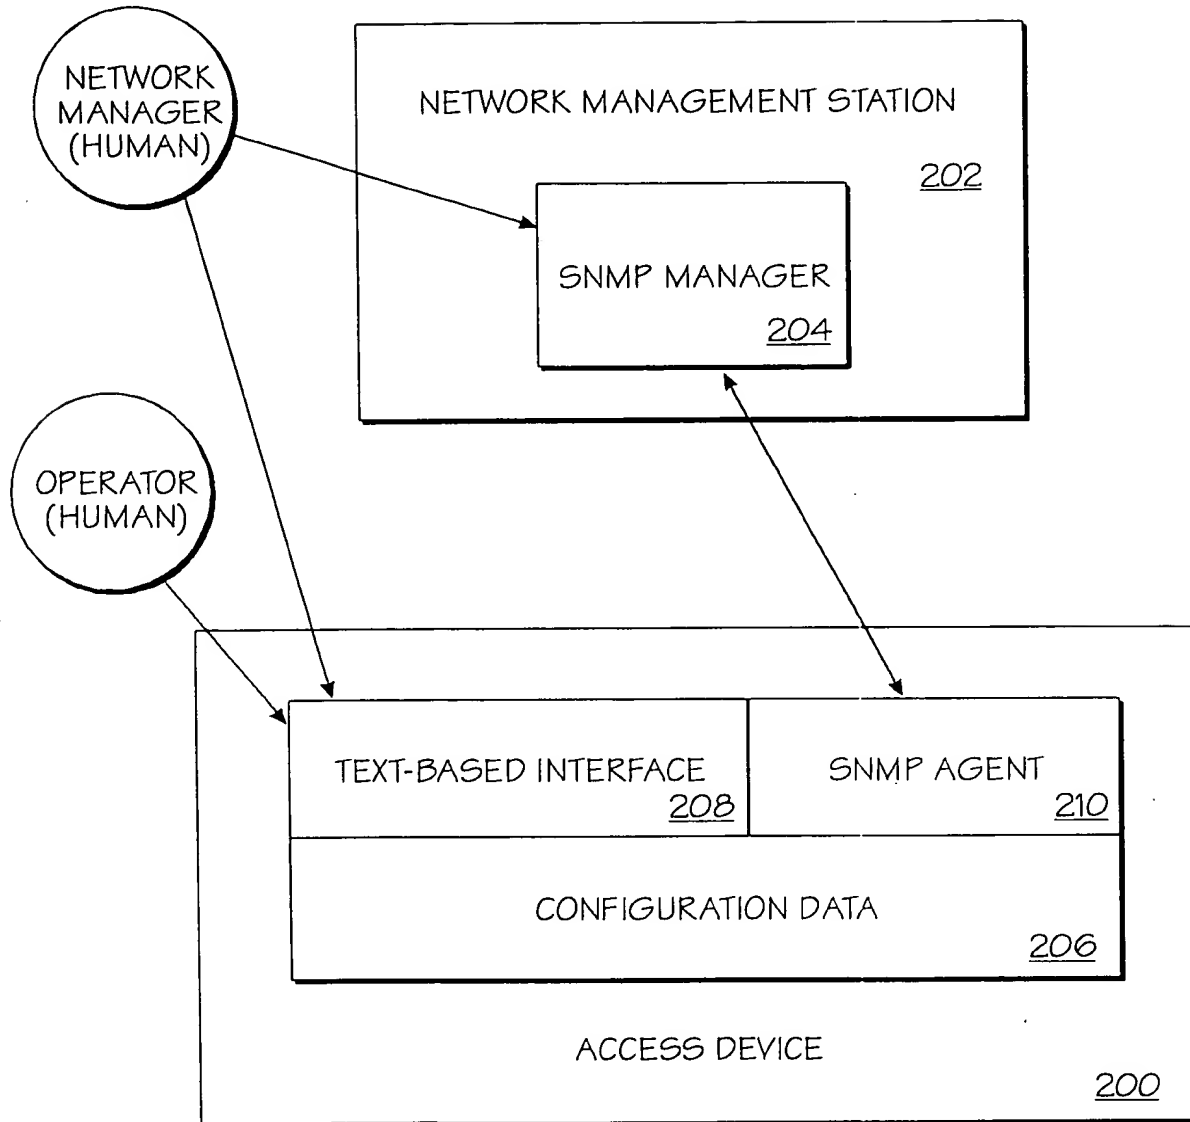 NETWORK
MANAGER
(HUMAN)
NETWORK MANAGEMENT STATION
202
SNMP MANAGER
204
OPERATOR
(HUMAN)
TEXT-BASED INTERFACE
208
SNMP AGENT
210
CONFIGURATION DATA
206
ACCESS DEVICE
200